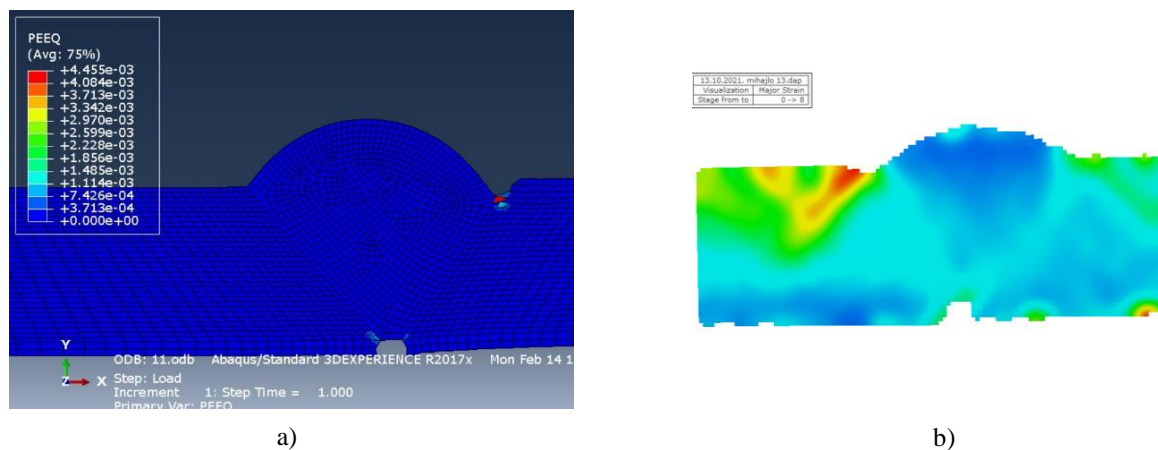 PEEQ
(Avg: 75%)
+4.455e-03
+4.084e-03
+3.713e-03
+3.342e-03
+2.970e-03
+2.599e-03
+2.228e-03
+1.856e-03
+1.485e-03
+1.114e-03
+7.426e-04
+3.713e-04
+0.000e+00
Y
Z X
ODB: 11.odb Abaqus/Standard 3DEXPERIENCE R2017x Mon Feb 14 1
Step: Load
Increment 1: Step Time = 1.000
Primary Var: PEEQ
a)
13.10.2021. mihajlo 13.dap
Visualization Major Strain
Stage from to 0 -> 8
b)